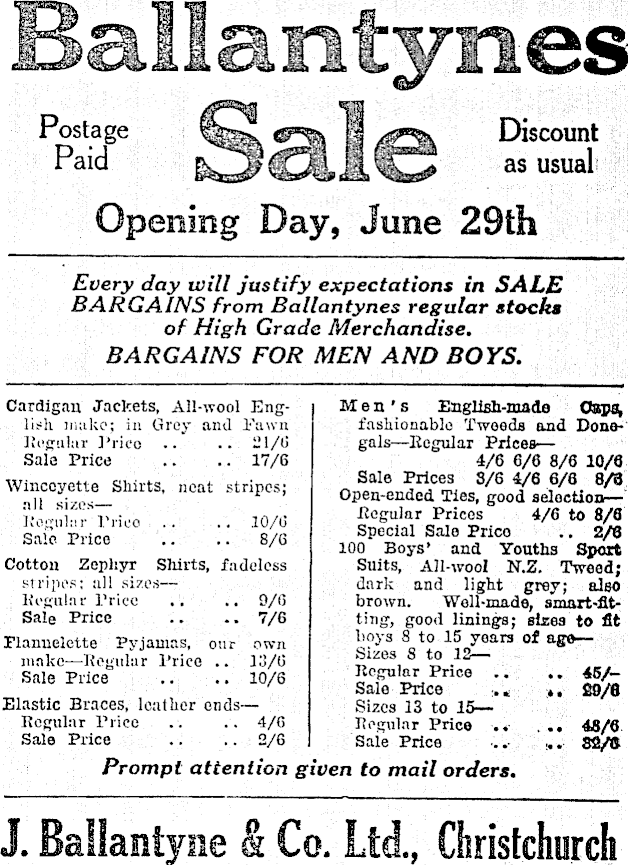 Ballantynes
Postage
Paid
Sale
Discount
as usual
Opening Day, June 29th
Every day will justify expectations in SALE
BARGAINS from Ballantynes regular stocks
of High Grade Merchandise.
BARGAINS FOR MEN AND BOYS.
Cardigan Jackets, All-wool Eng-
lish make; in Grey and Fawn
Regular Price .. .. 21/6
Sale Price .. .. 17/6
Winceyette Shirts, neat stripes;
all sizes—
Regular Price .. .. 10/6
Sale Price .. .. 8/6
Cotton Zephyr Shirts, fadeless
stripes; all sizes—
Regular Price .. .. 9/6
Sale Price .. .. 7/6
Flannelette Pyjamas, our own
make—Regular Price .. 13/6
Sale Price .. .. 10/6
Elastic Braces, leather ends—
Regular Price .. .. 4/6
Sale Price .. .. 2/6
Men's English-made Caps,
fashionable Tweeds and Done-
gals—Regular Prices—
4/6 6/6 8/6 10/6
Sale Prices 3/6 4/6 6/6 8/6
Open-ended Ties, good selection—
Regular Prices 4/6 to 8/6
Special Sale Price .. 2/6
100 Boys' and Youths Sport
Suits, All-wool N.Z. Tweed;
dark and light grey; also
brown. Well-made, smart-fit-
ting, good linings; sizes to fit
boys 8 to 15 years of age—
Sizes 8 to 12—
Regular Price .. .. 45/-
Sale Price .. .. 29/6
Sizes 13 to 15—
Regular Price .. .. 48/6
Sale Price .. .. 32/6
Prompt attention given to mail orders.
J. Ballantyne & Co. Ltd., Christchurch